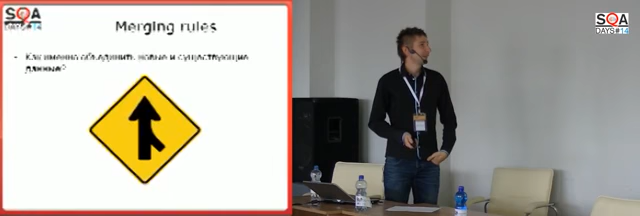 SQA
DAYS#14
Merging rules
- Как именно объединить новые и существующие
данные?
SQA
DAYS#14